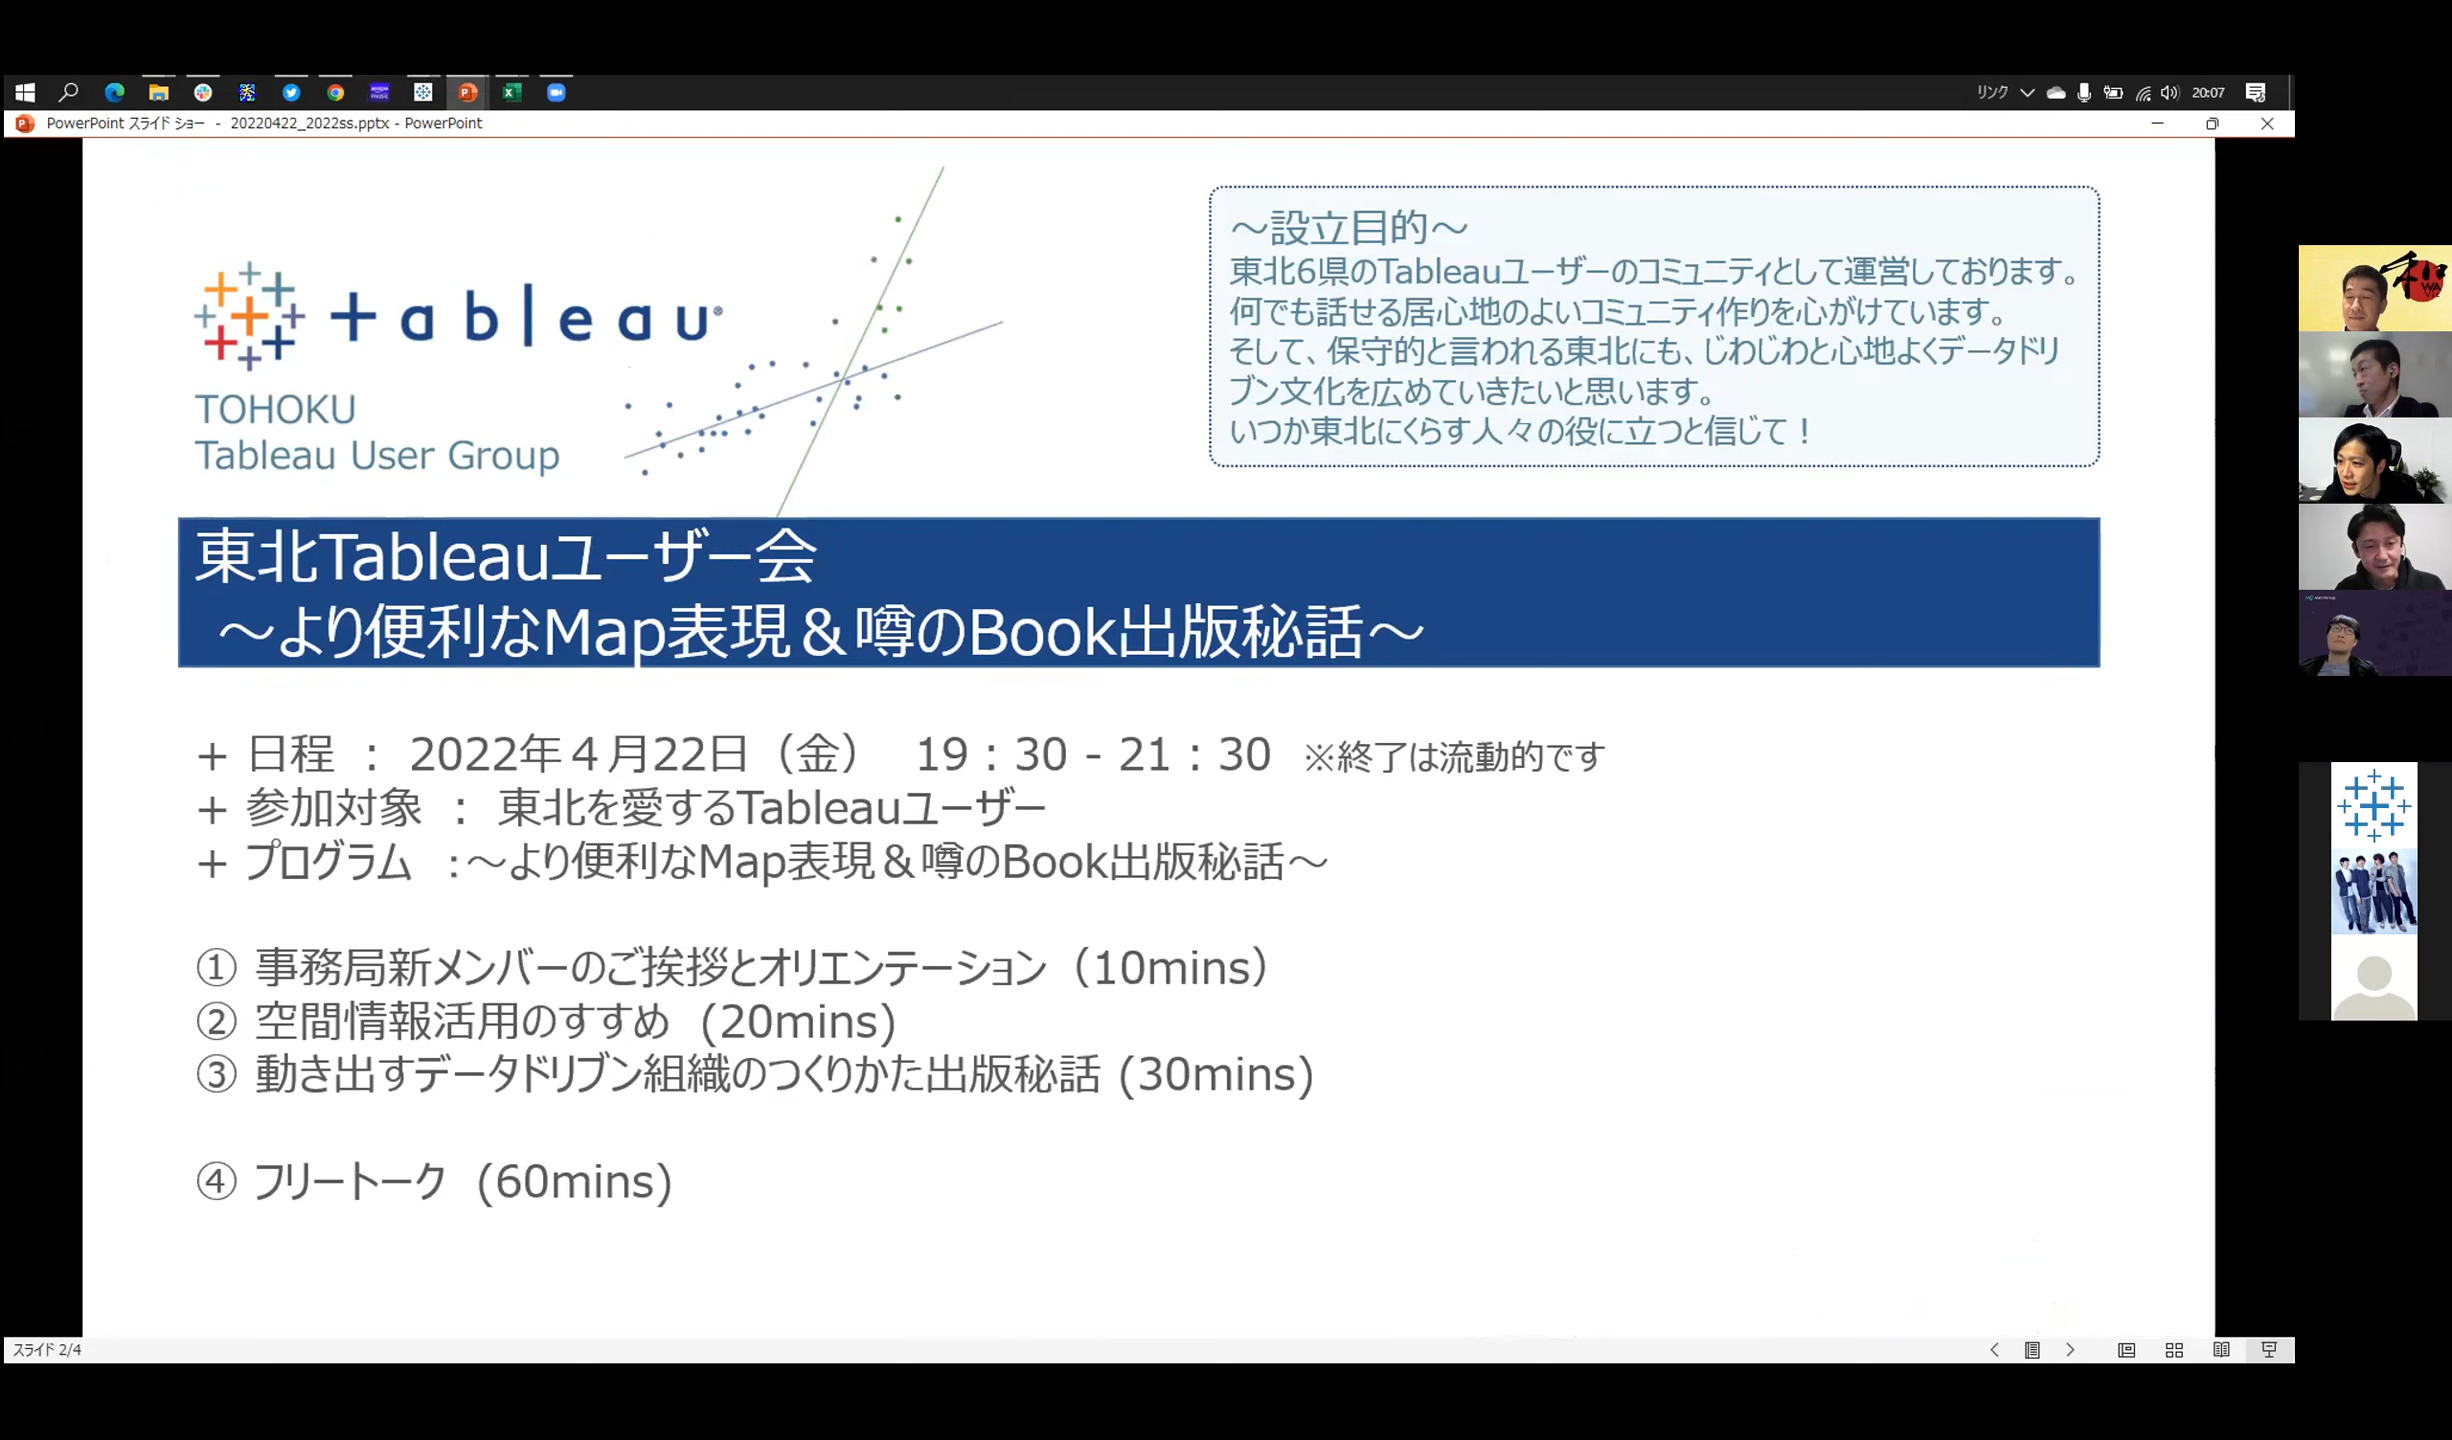 リンク 20:07
PowerPoint スライド ショー - 20220422_2022ss.pptx - PowerPoint
+ableau®
TOHOKU
Tableau User Group
～設立目的～
東北6県のTableauユーザーのコミュニティとして運営しております。
何でも話せる居心地のよいコミュニティ作りを心がけています。
そして、保守的と言われる東北にも、じわじわと心地よくデータドリ
ブン文化を広めていきたいと思います。
いつか東北にくらす人々の役に立つと信じて！
東北Tableauユーザー会
～より便利なMap表現＆噂のBook出版秘話～
+ 日程 ： 2022年４月22日（金） 19：30 - 21：30 ※終了は流動的です
+ 参加対象 ： 東北を愛するTableauユーザー
+ プログラム ：～より便利なMap表現＆噂のBook出版秘話～
① 事務局新メンバーのご挨拶とオリエンテーション（10mins）
② 空間情報活用のすすめ (20mins)
③ 動き出すデータドリブン組織のつくりかた出版秘話 (30mins)
④ フリートーク (60mins)
スライド 2/4
和
WA